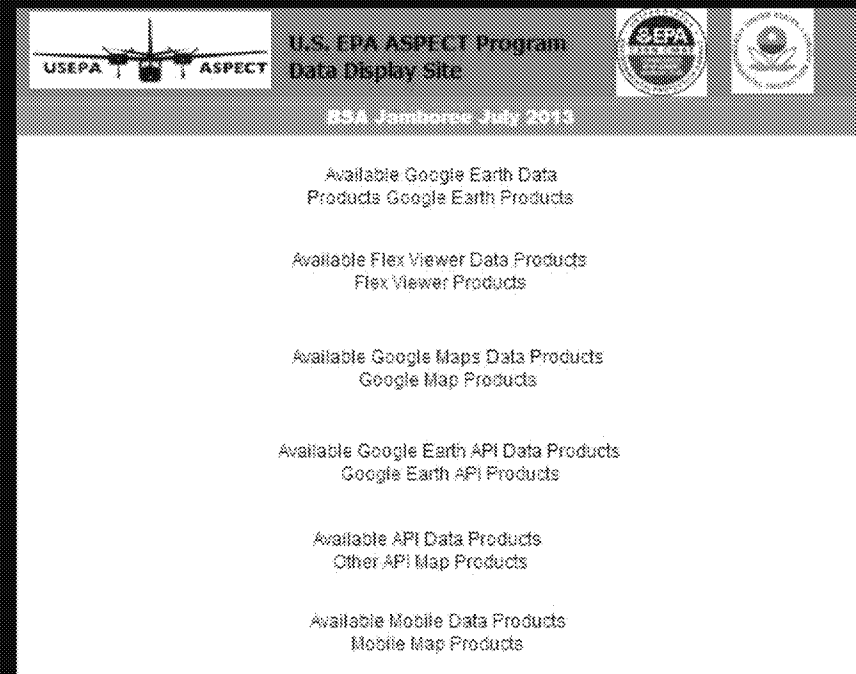 USEPA ASPECT
U.S. EPA ASPECT Program
Data Display Site
EPA
BSA Jamboree July 2013
Available Google Earth Data
Products Google Earth Products
Available Flex Viewer Data Products
Flex Viewer Products
Available Google Maps Data Products
Google Map Products
Available Google Earth API Data Products
Google Earth API Products
Available API Data Products
Other API Map Products
Available Mobile Data Products
Mobile Map Products